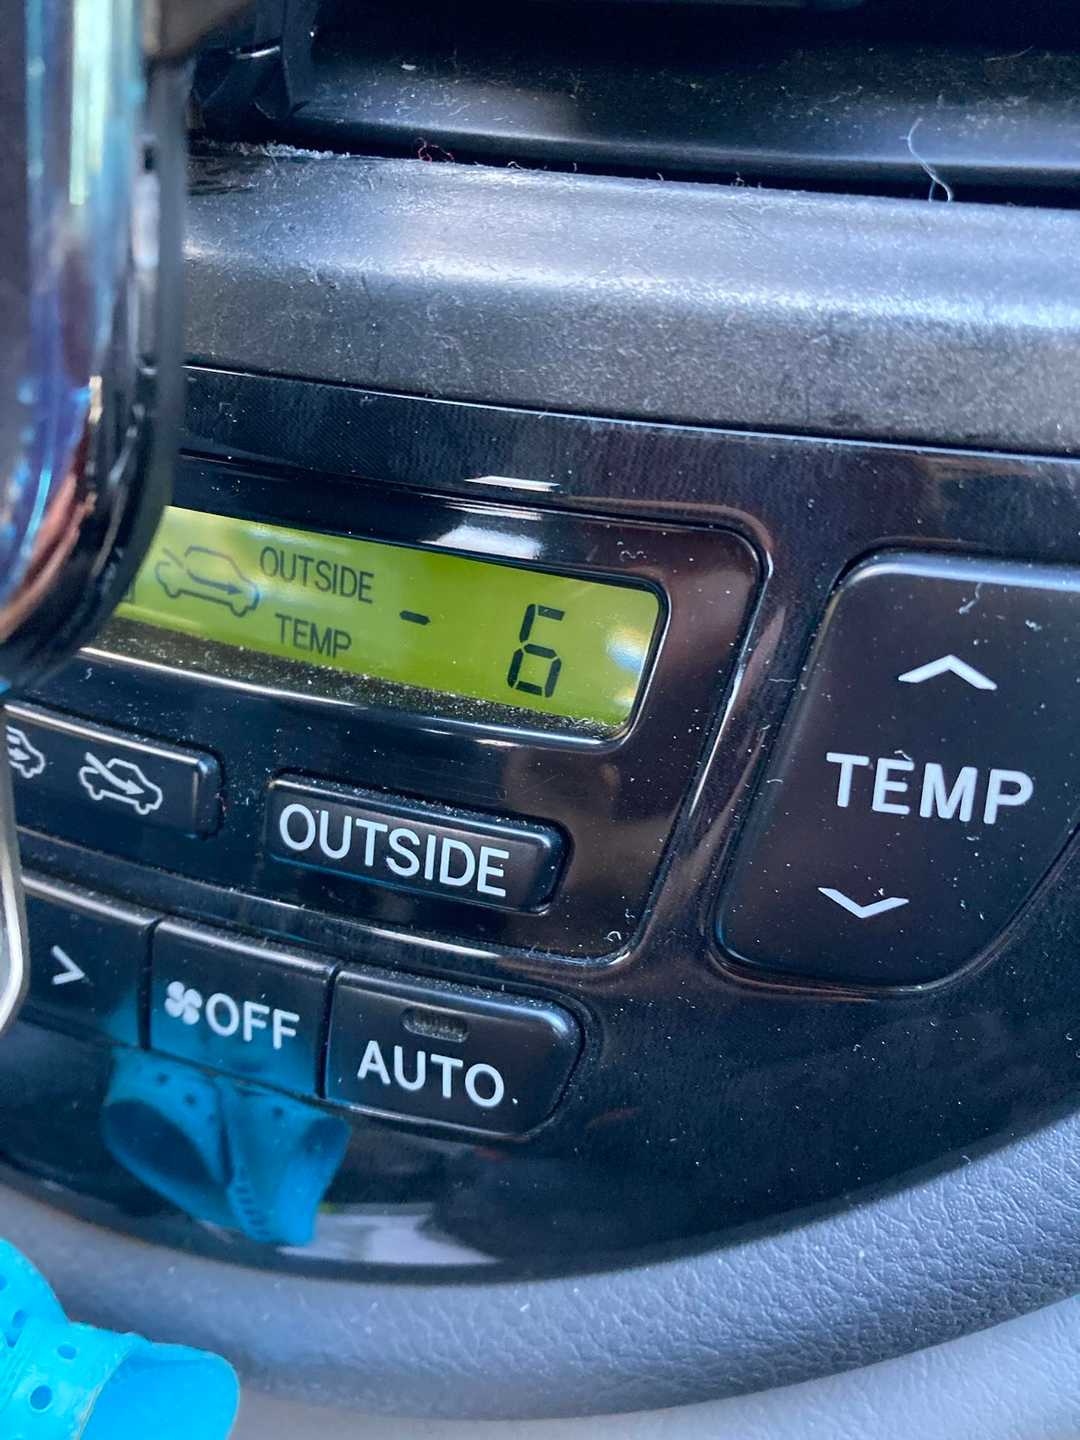 OUTSIDE
TEMP - 6
TEMP
OUTSIDE
OFF
AUTO